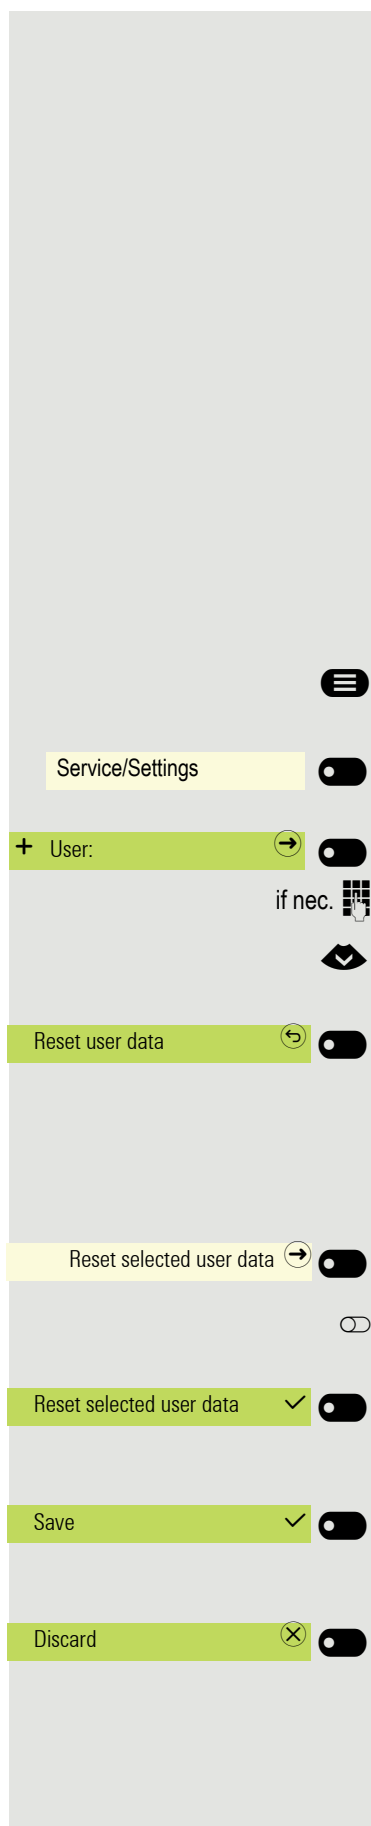 Service/Settings
+ User:
if nec.
Reset user data
Reset selected user data
Reset selected user data
Save
Discard